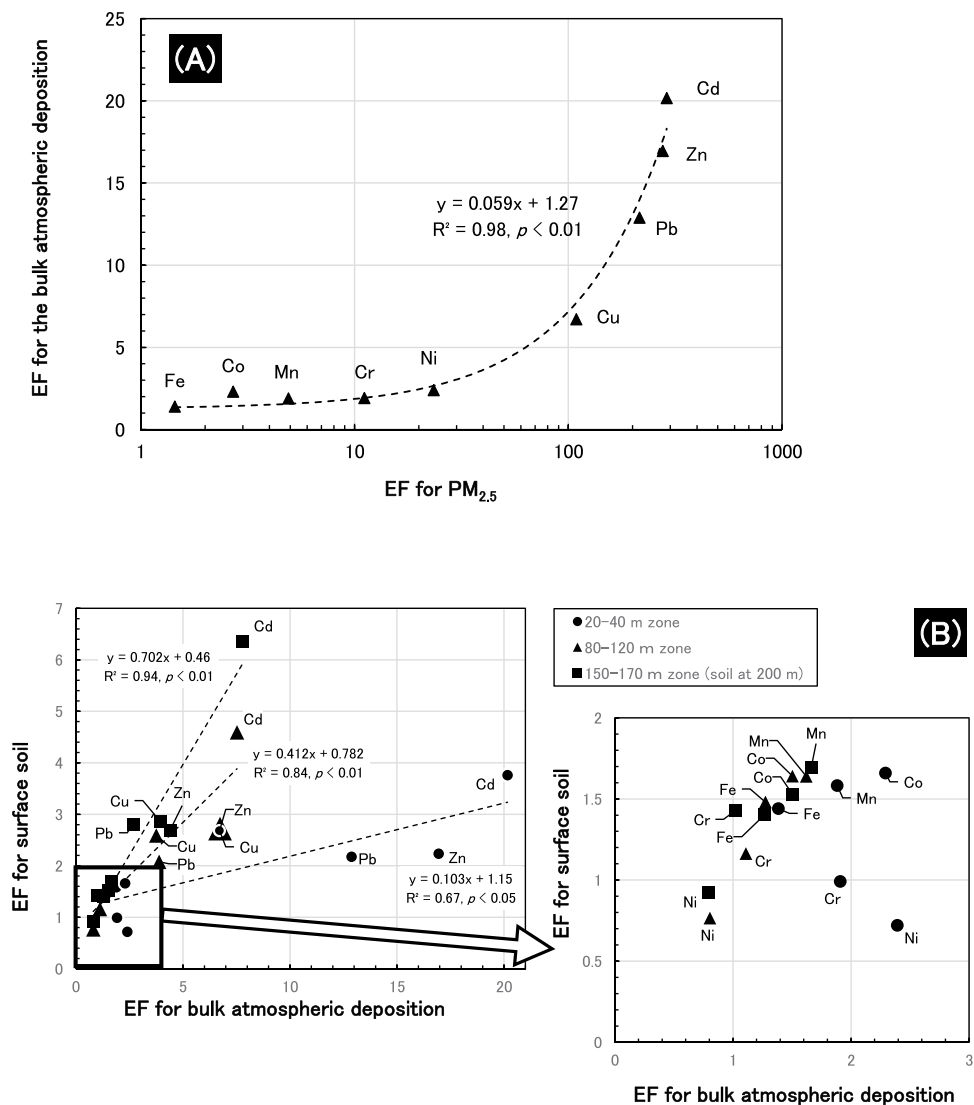 (A)
25
20
15
10
5
0
EF for the bulk atmospheric deposition
Cd
Zn
Pb
Cu
Ni
Cr
Mn
Co
Fe
y = 0.059x + 1.27
R² = 0.98, p < 0.01
1
10
100
1000
EF for PM2.5
7
6
5
4
3
2
1
0
EF for surface soil
Cd
y = 0.702x + 0.46
R² = 0.94, p < 0.01
Cd
y = 0.412x + 0.782
R² = 0.84, p < 0.01
Cd
Cu
Zn
Pb
Zn
Cu
Cu
Pb
Pb
Zn
y = 0.103x + 1.15
R² = 0.67, p < 0.05
0
5
10
15
20
EF for bulk atmospheric deposition
20-40 m zone
80-120 m zone
150-170 m zone (soil at 200 m)
(B)
2
1.5
1
0.5
0
EF for surface soil
Mn
Mn
Co
Co
Co
Fe
Mn
Cr
Fe
Fe
Cr
Cr
Ni
Ni
Ni
0
1
2
3
EF for bulk atmospheric deposition